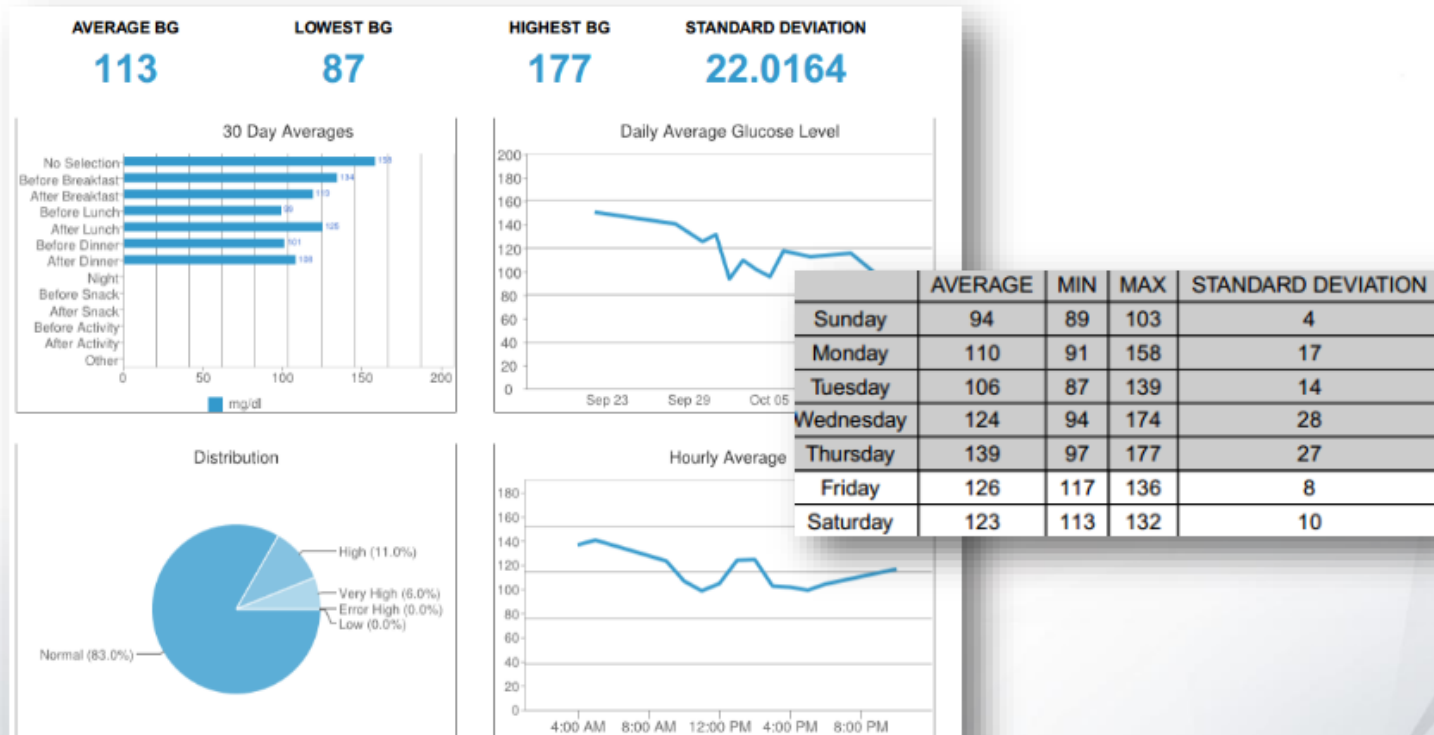 AVERAGE BG LOWEST BG HIGHEST BG STANDARD DEVIATION
113 87 177 22.0164
30 Day Averages
No Selection 158
Before Breakfast 134
After Breakfast
Before Lunch
After Lunch 125
Before Dinner 101
After Dinner
Night
Before Snack
After Snack
Before Activity
After Activity
Other
0 50 100 150 200
mg/dl
Daily Average Glucose Level
200
180
160
140
120
100
80
60
40
20
0
Sep 23 Sep 29 Oct 05
AVERAGE MIN MAX STANDARD DEVIATION
Sunday 94 89 103 4
Monday 110 91 158 17
Tuesday 106 87 139 14
Wednesday 124 94 174 28
Thursday 139 97 177 27
Friday 126 117 136 8
Saturday 123 113 132 10
Distribution
High (11.0%)
Very High (6.0%)
Error High (0.0%)
Low (0.0%)
Normal (83.0%)
Hourly Average
180
160
140
120
100
80
60
40
20
0
4:00 AM 8:00 AM 12:00 PM 4:00 PM 8:00 PM